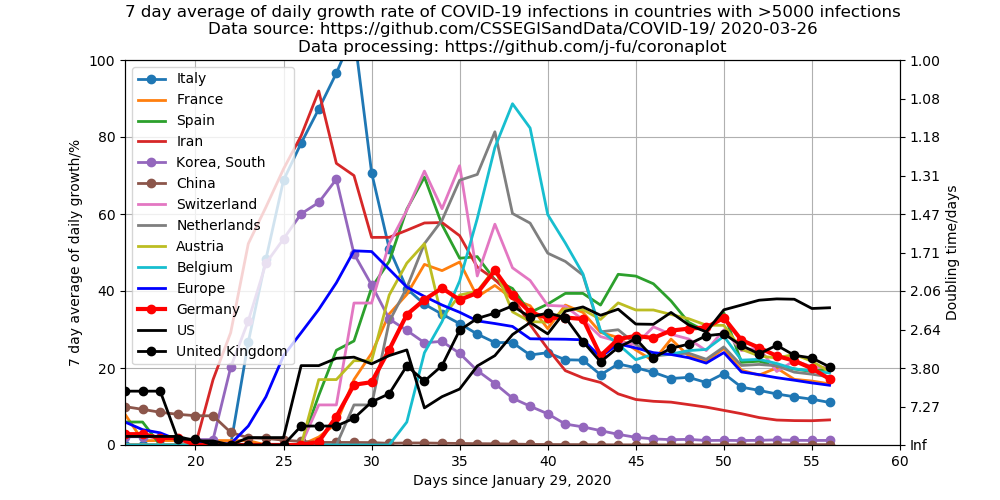 7 day average of daily growth rate of COVID-19 infections in countries with >5000 infections
Data source: https://github.com/CSSEGISandData/COVID-19/ 2020-03-26
Data processing: https://github.com/j-fu/coronaplot
7 day average of daily growth/%
100
80
60
40
20
0
Italy
France
Spain
Iran
Korea, South
China
Switzerland
Netherlands
Austria
Belgium
Europe
Germany
US
United Kingdom
1.00
1.08
1.18
1.31
1.47
1.71
2.06
2.64
3.80
7.27
Inf
Doubling time/days
20
25
30
35
40
45
50
55
60
Days since January 29, 2020